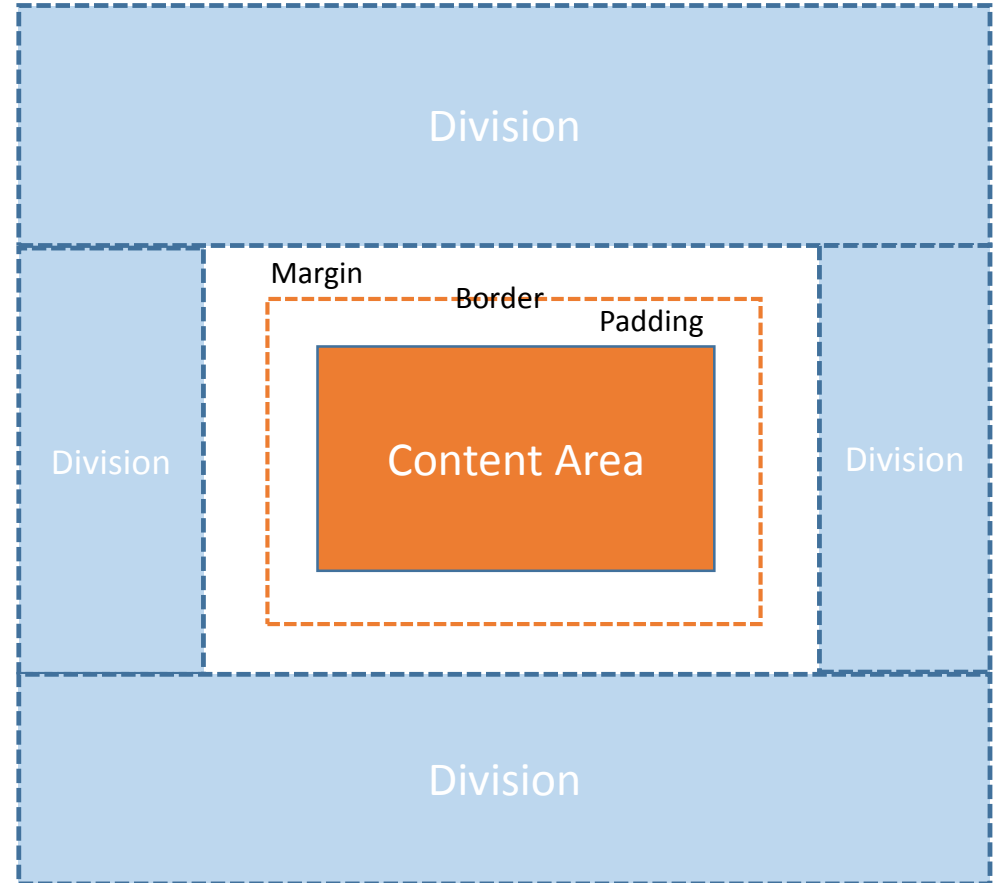 Division
Margin
Border
Padding
Division
Content Area
Division
Division